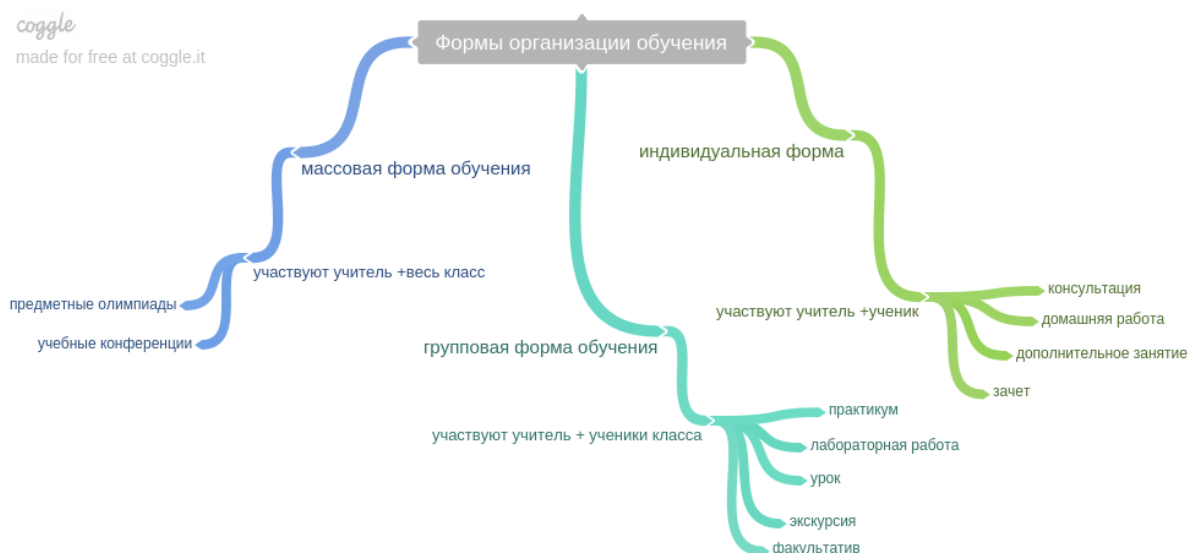 coggle
made for free at coggle.it
Формы организации обучения
массовая форма обучения
участвуют учитель +весь класс
предметные олимпиады
учебные конференции
групповая форма обучения
участвуют учитель + ученики класса
практикум
лабораторная работа
урок
экскурсия
факультатив
индивидуальная форма
участвуют учитель +ученик
консультация
домашняя работа
дополнительное занятие
зачет